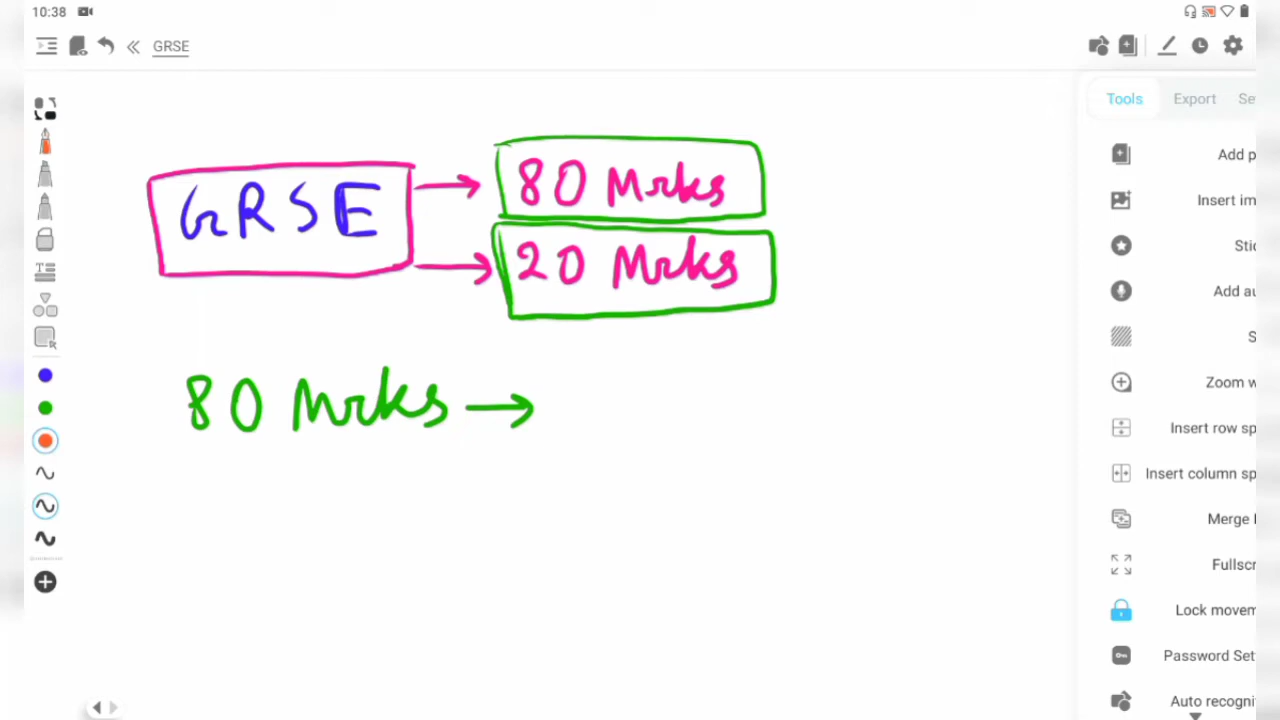 10:38
GRSE
Tools Export Se
Add p
GRSE → 80 Mrks
Insert im
→ 20 Mrks
Stic
Add au
S
Zoom w
80 Mrks →
Insert row sp
Insert column sp
Merge
Fullscr
Lock movem
Password Set
Auto recogni